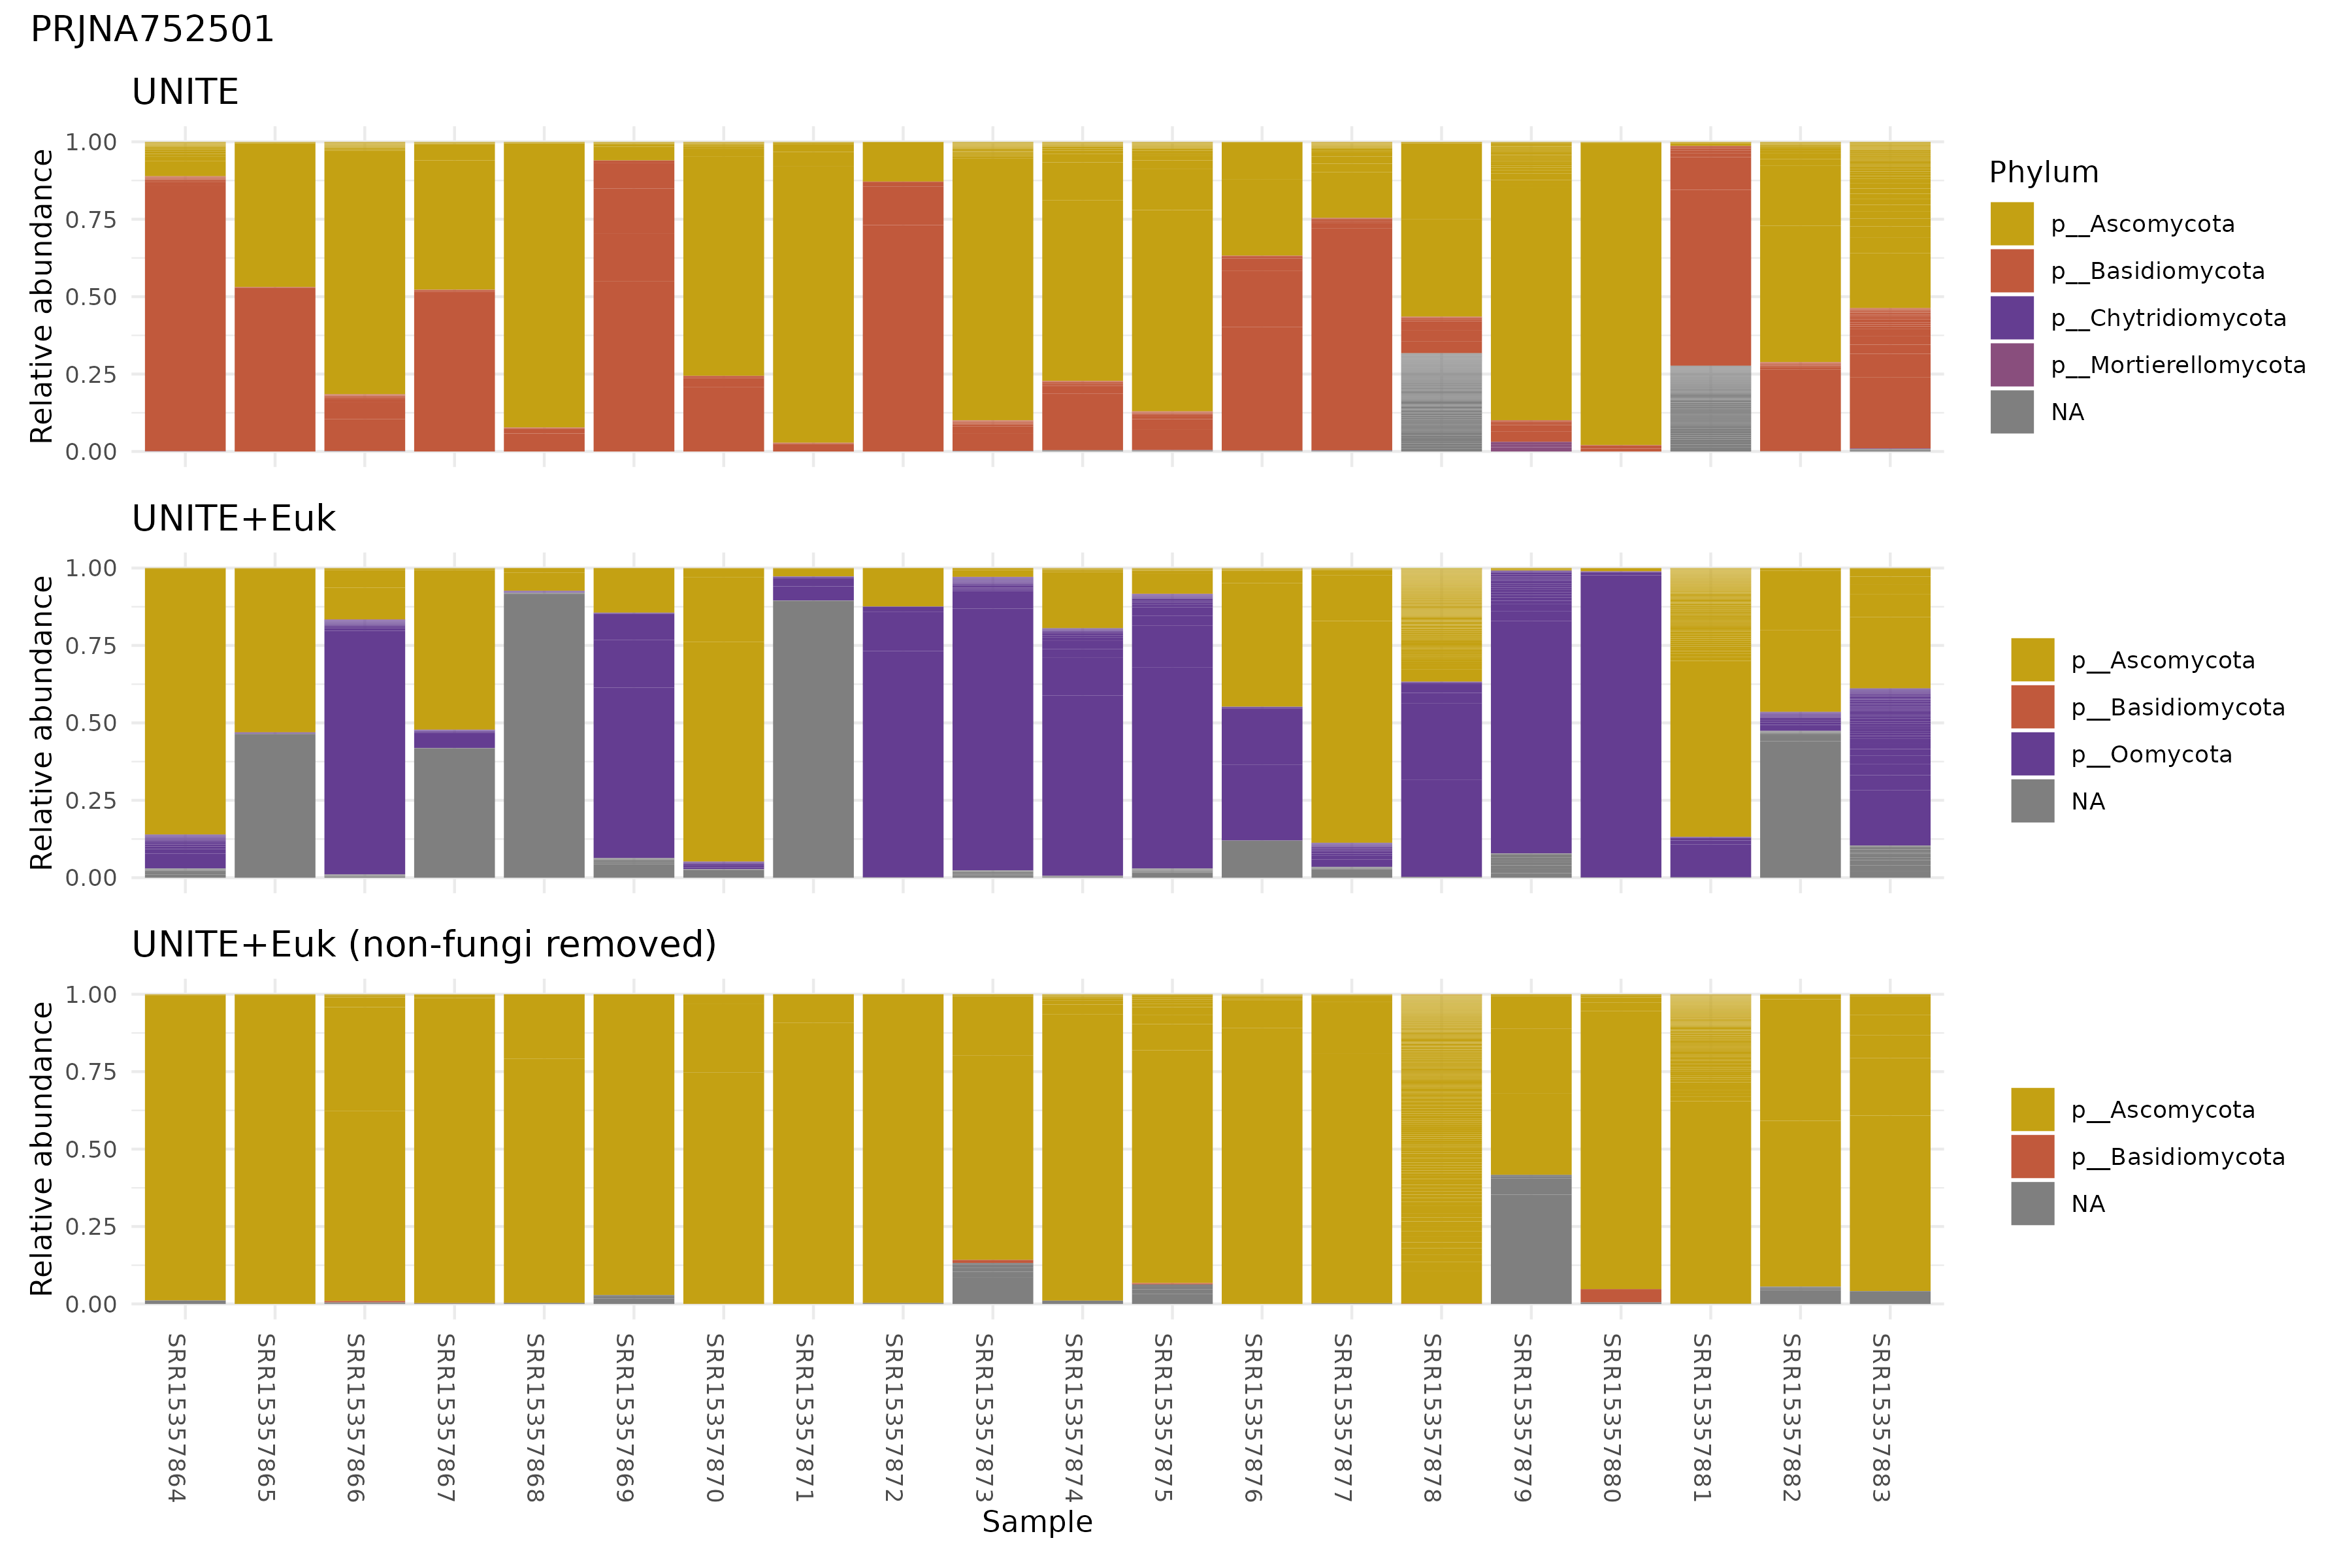 PRJNA752501
UNITE
Relative abundance
1.00
0.75
0.50
0.25
0.00
Phylum
p__Ascomycota
p__Basidiomycota
p__Chytridiomycota
p__Mortierellomycota
NA
UNITE+Euk
Relative abundance
1.00
0.75
0.50
0.25
0.00
p__Ascomycota
p__Basidiomycota
p__Oomycota
NA
UNITE+Euk (non-fungi removed)
Relative abundance
1.00
0.75
0.50
0.25
0.00
p__Ascomycota
p__Basidiomycota
NA
SRR15357864
SRR15357865
SRR15357866
SRR15357867
SRR15357868
SRR15357869
SRR15357870
SRR15357871
SRR15357872
SRR15357873
SRR15357874
SRR15357875
SRR15357876
SRR15357877
SRR15357878
SRR15357879
SRR15357880
SRR15357881
SRR15357882
SRR15357883
Sample